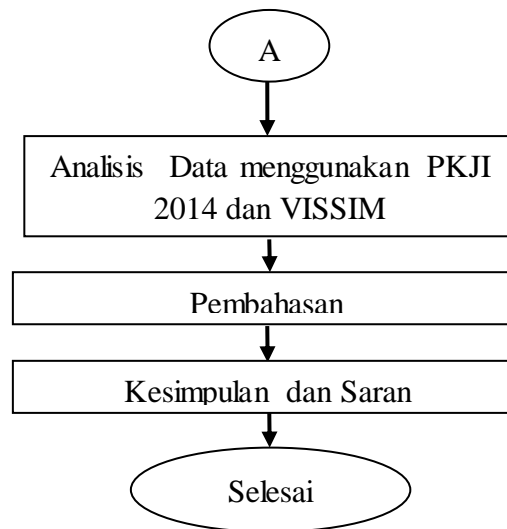 A
Analisis Data menggunakan PKJI
2014 dan VISSIM
Pembahasan
Kesimpulan dan Saran
Selesai